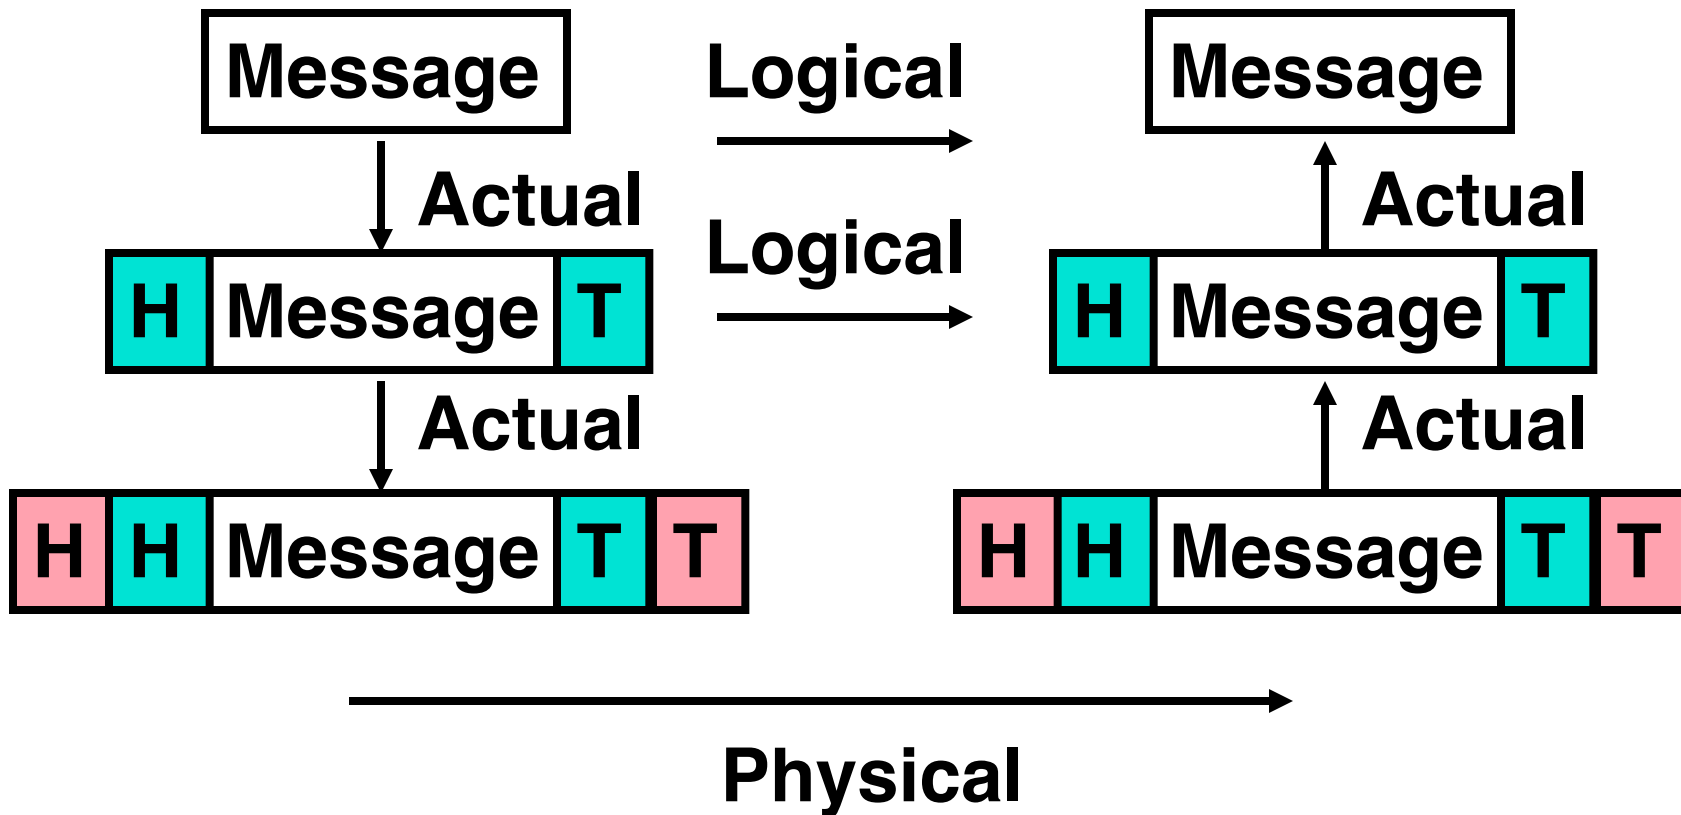 Message Logical Message
Actual Actual
Logical
H Message T H Message T
Actual Actual
H H Message T T H H Message T T
Physical